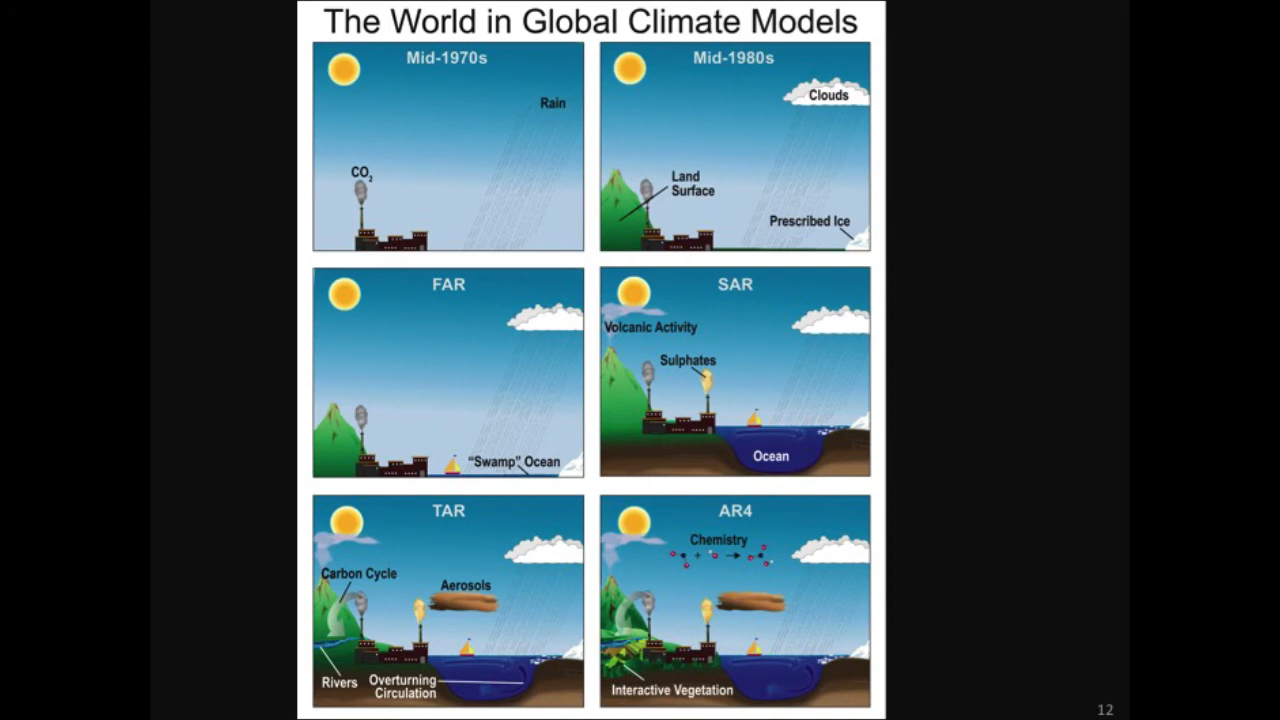 The World in Global Climate Models
Mid-1970s
Rain
CO₂
Mid-1980s
Clouds
Land
Surface
Prescribed Ice
FAR
"Swamp" Ocean
SAR
Volcanic Activity
Sulphates
Ocean
TAR
Carbon Cycle
Aerosols
Rivers
Overturning
Circulation
AR4
Chemistry
+
Interactive Vegetation
12